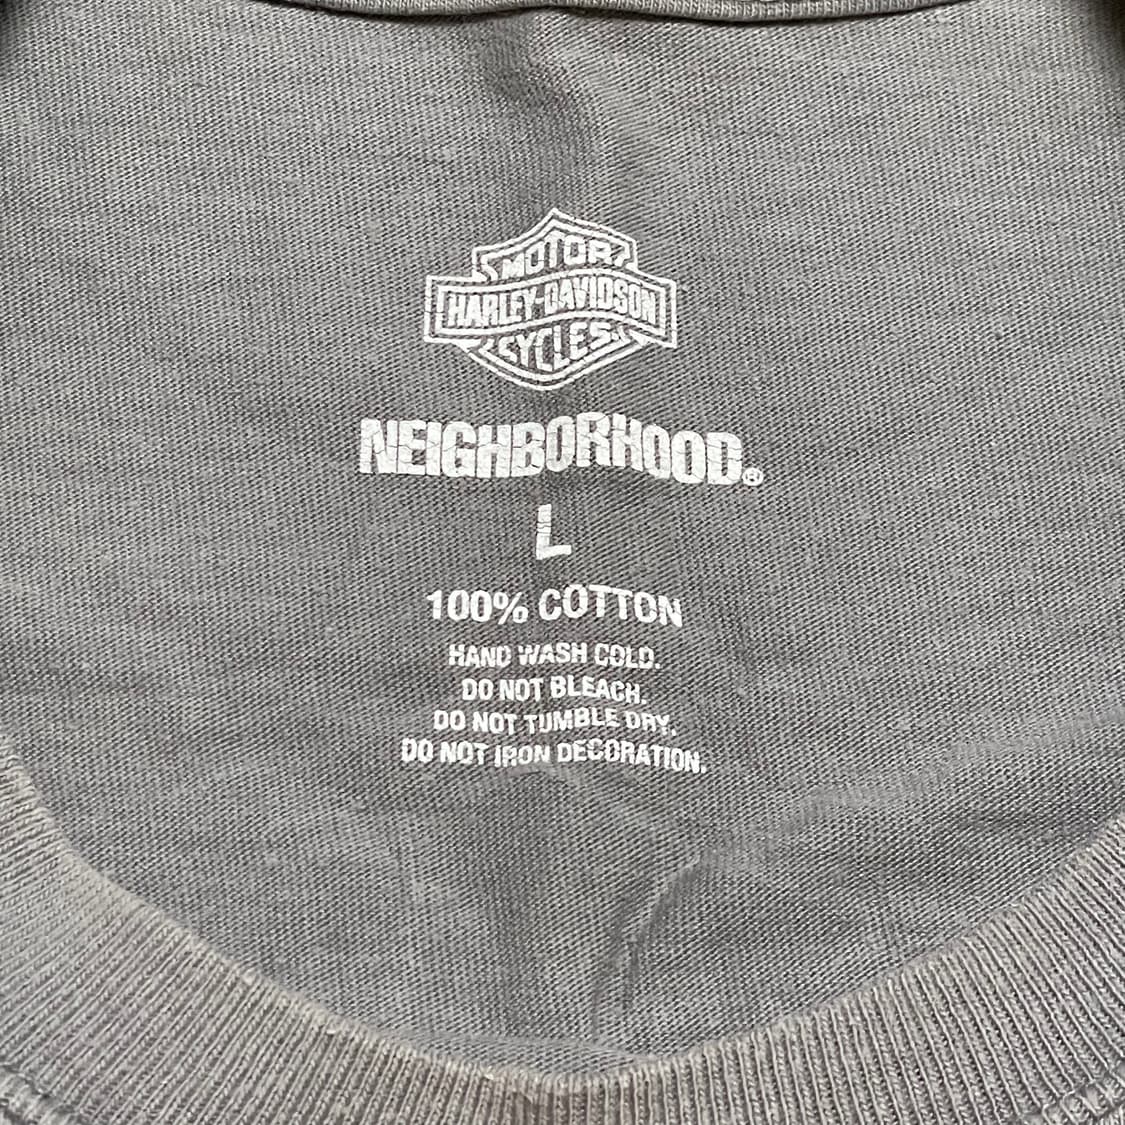 MOTOR
HARLEY-DAVIDSON
CYCLES
NEIGHBORHOOD®
L
100% COTTON
HAND WASH COLD.
DO NOT BLEACH.
DO NOT TUMBLE DRY.
DO NOT IRON DECORATION.